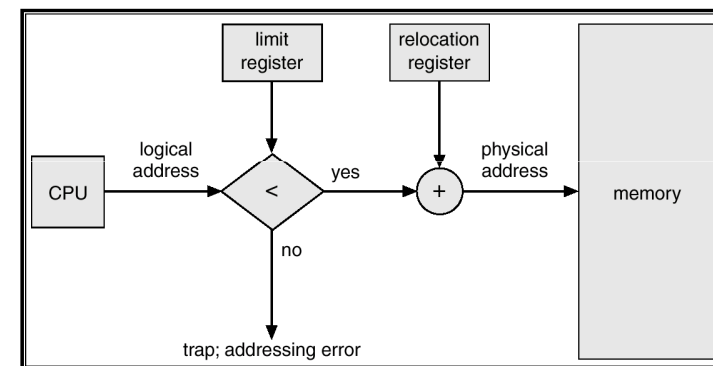 limit
register
relocation
register
logical
address
CPU
<
yes
+
physical
address
memory
no
trap; addressing error